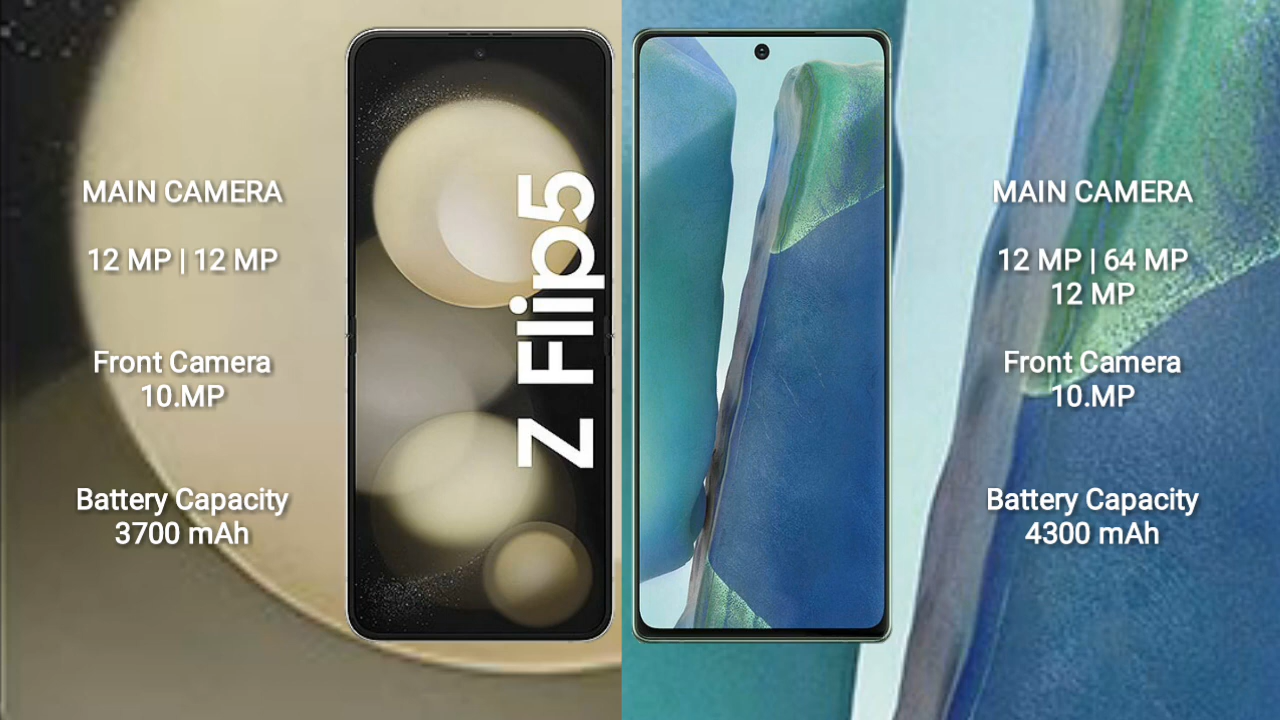 MAIN CAMERA
12 MP | 12 MP
Front Camera
10.MP
Battery Capacity
3700 mAh
Z Flip5
MAIN CAMERA
12 MP | 64 MP
12 MP
Front Camera
10.MP
Battery Capacity
4300 mAh